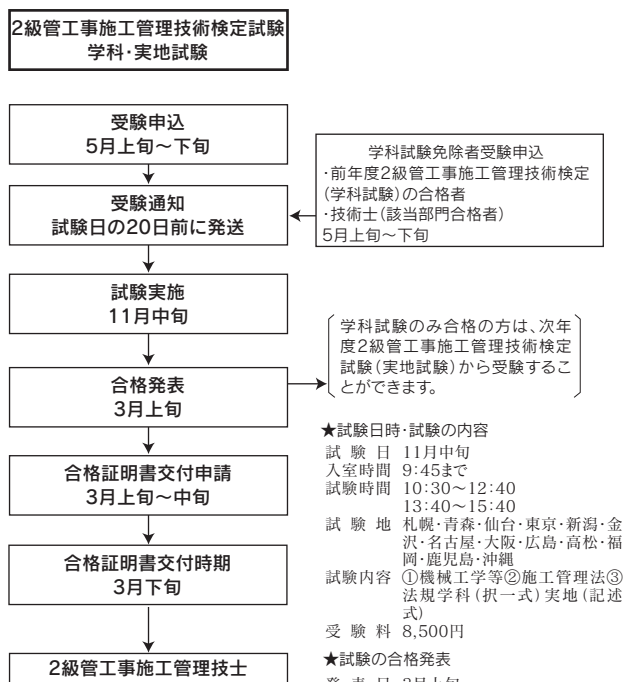 2級管工事施工管理技術検定試験
学科・実地試験
受験申込
5月上旬~下旬
学科試験免除者受験申込
・前年度2級管工事施工管理技術検定
(学科試験)の合格者
・技術士(該当部門合格者)
5月上旬~下旬
受験通知
試験日の20日前に発送
試験実施
11月中旬
学科試験のみ合格の方は、次年
度2級管工事施工管理技術検定
試験(実地試験)から受験するこ
とができます。
合格発表
3月上旬
合格証明書交付申請
3月上旬~中旬
合格証明書交付時期
3月下旬
2級管工事施工管理技士
★試験日時・試験の内容
試験日 11月中旬
入室時間 9:45まで
試験時間 10:30~12:40
13:40~15:40
試験地 札幌・青森・仙台・東京・新潟・金
沢・名古屋・大阪・広島・高松・福
岡・鹿児島・沖縄
試験内容 ①機械工学等②施工管理法③
法規学科(択一式)実地(記述
式)
受験料 8,500円
★試験の合格発表
発表日 3月上旬